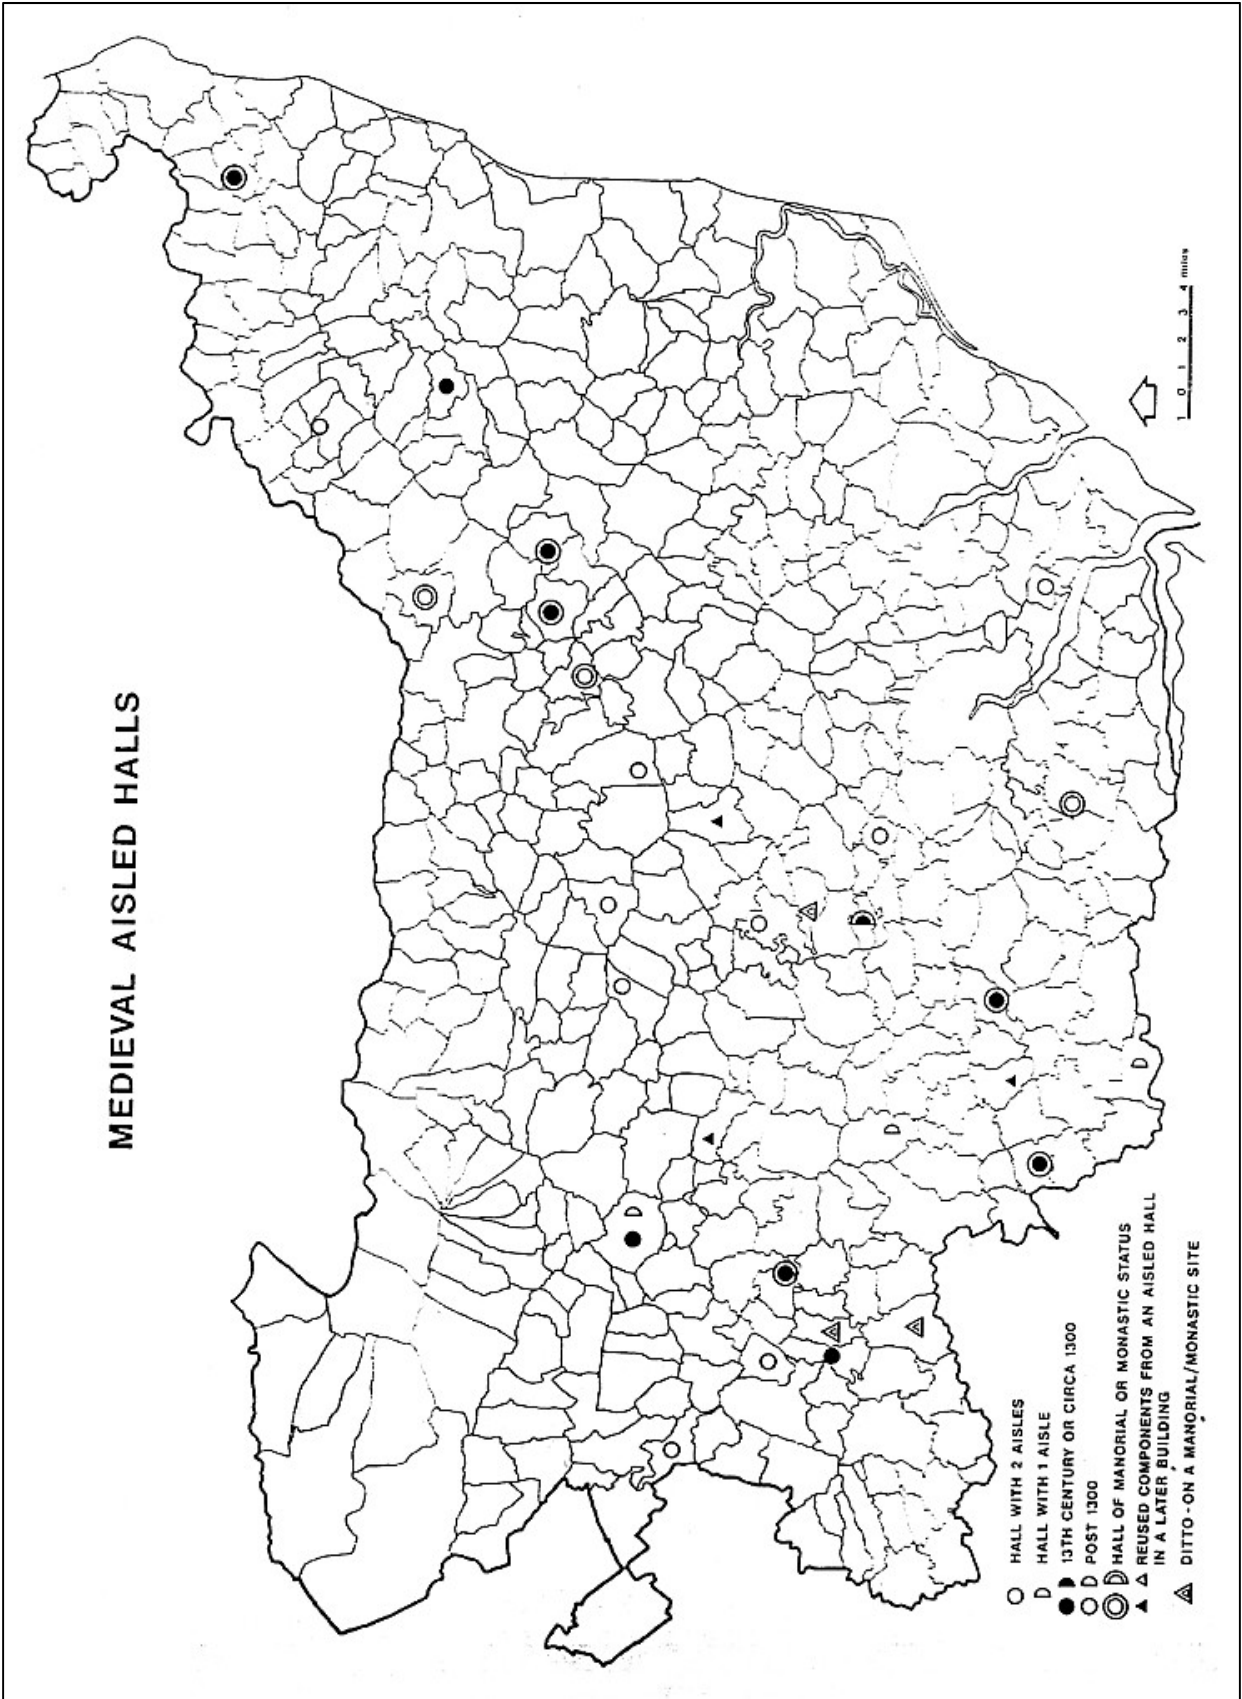 MEDIEVAL AISLED HALLS
1 0 1 2 3 4 miles
HALL WITH 2 AISLES
HALL WITH 1 AISLE
13TH CENTURY OR CIRCA 1300
POST 1300
HALL OF MANORIAL OR MONASTIC STATUS
REUSED COMPONENTS FROM AN AISLED HALL
IN A LATER BUILDING
DITTO - ON A MANORIAL/MONASTIC SITE